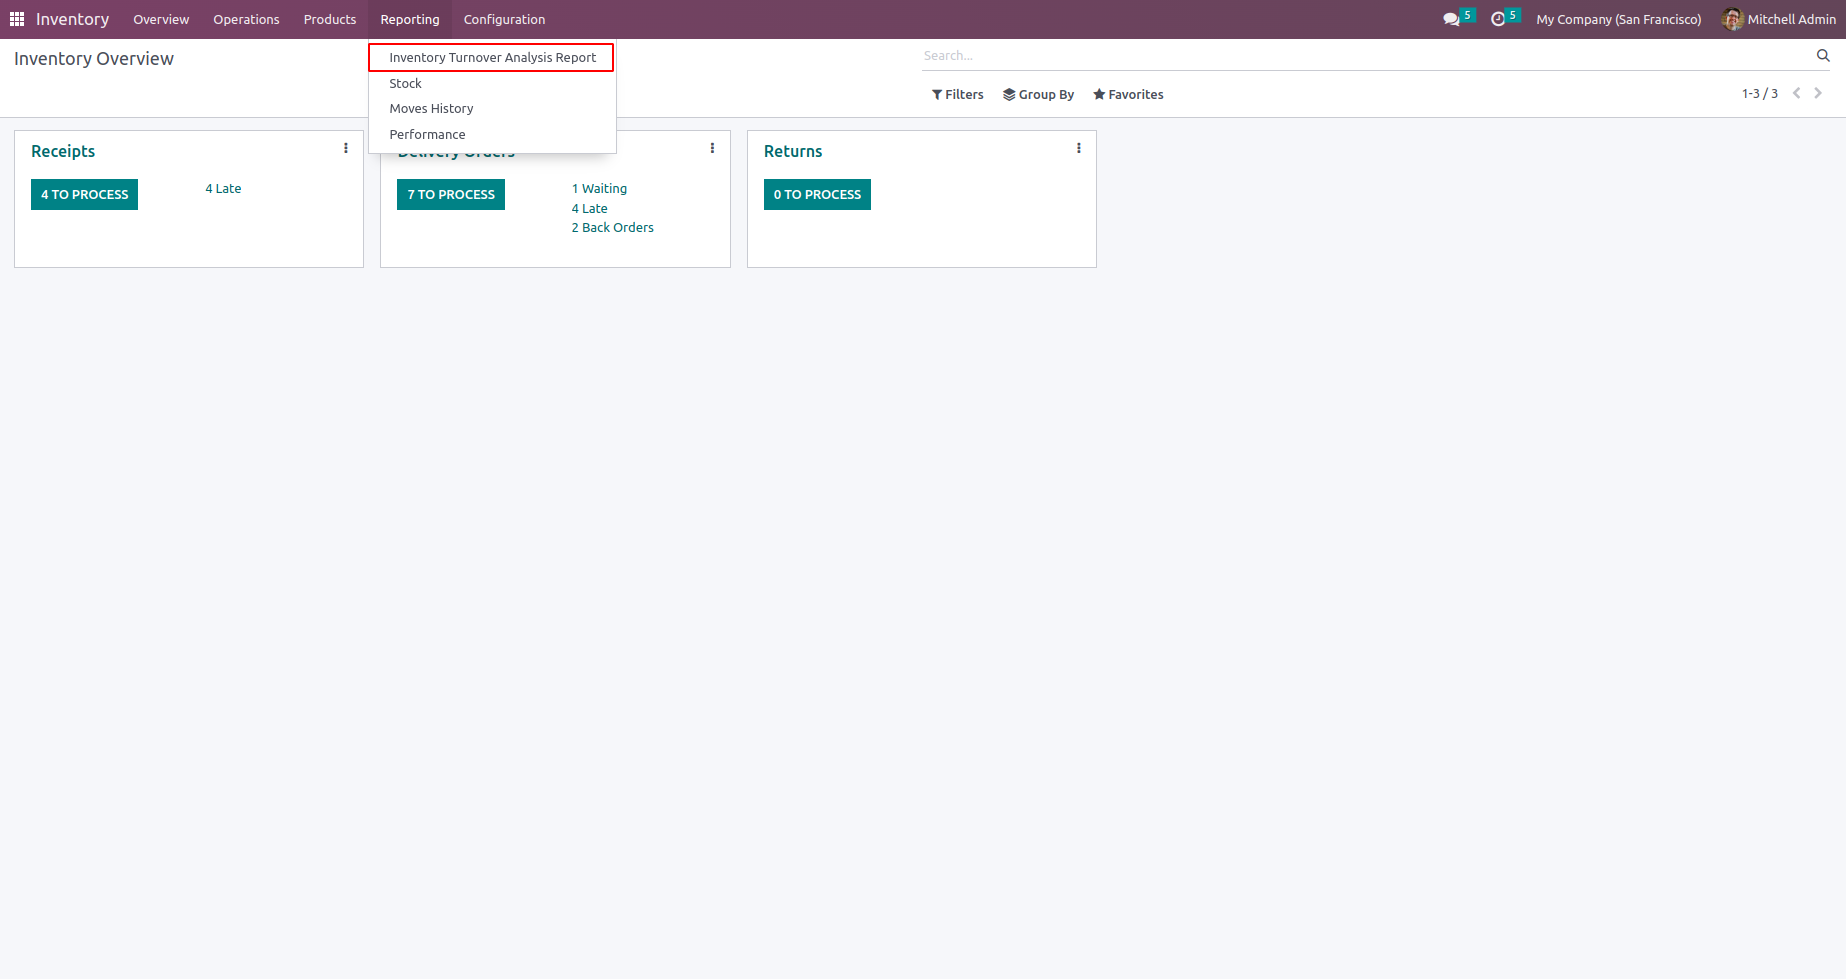 Inventory Overview Operations Products Reporting Configuration 5 5 My Company (San Francisco) Mitchell Admin
Inventory Overview
Inventory Turnover Analysis Report
Stock
Moves History
Performance
Search...
Filters Group By Favorites 1-3 / 3
Receipts
4 TO PROCESS
4 Late
Delivery Orders
7 TO PROCESS
1 Waiting
4 Late
2 Back Orders
Returns
0 TO PROCESS